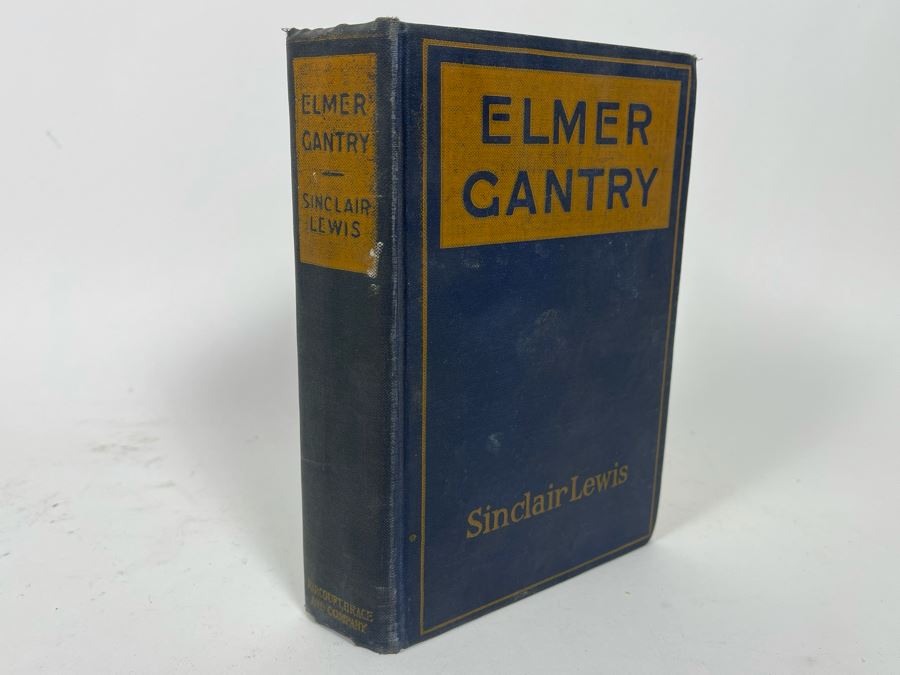 ELMER
GANTRY
SINCLAIR
LEWIS
HARCOURT, BRACE
AND COMPANY
ELMER
GANTRY
Sinclair Lewis